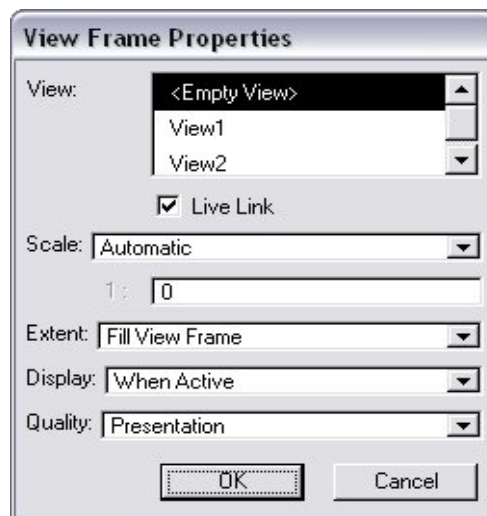 View Frame Properties
View: <Empty View>
View1
View2
Live Link
Scale: Automatic
1 : 0
Extent: Fill View Frame
Display: When Active
Quality: Presentation
OK Cancel